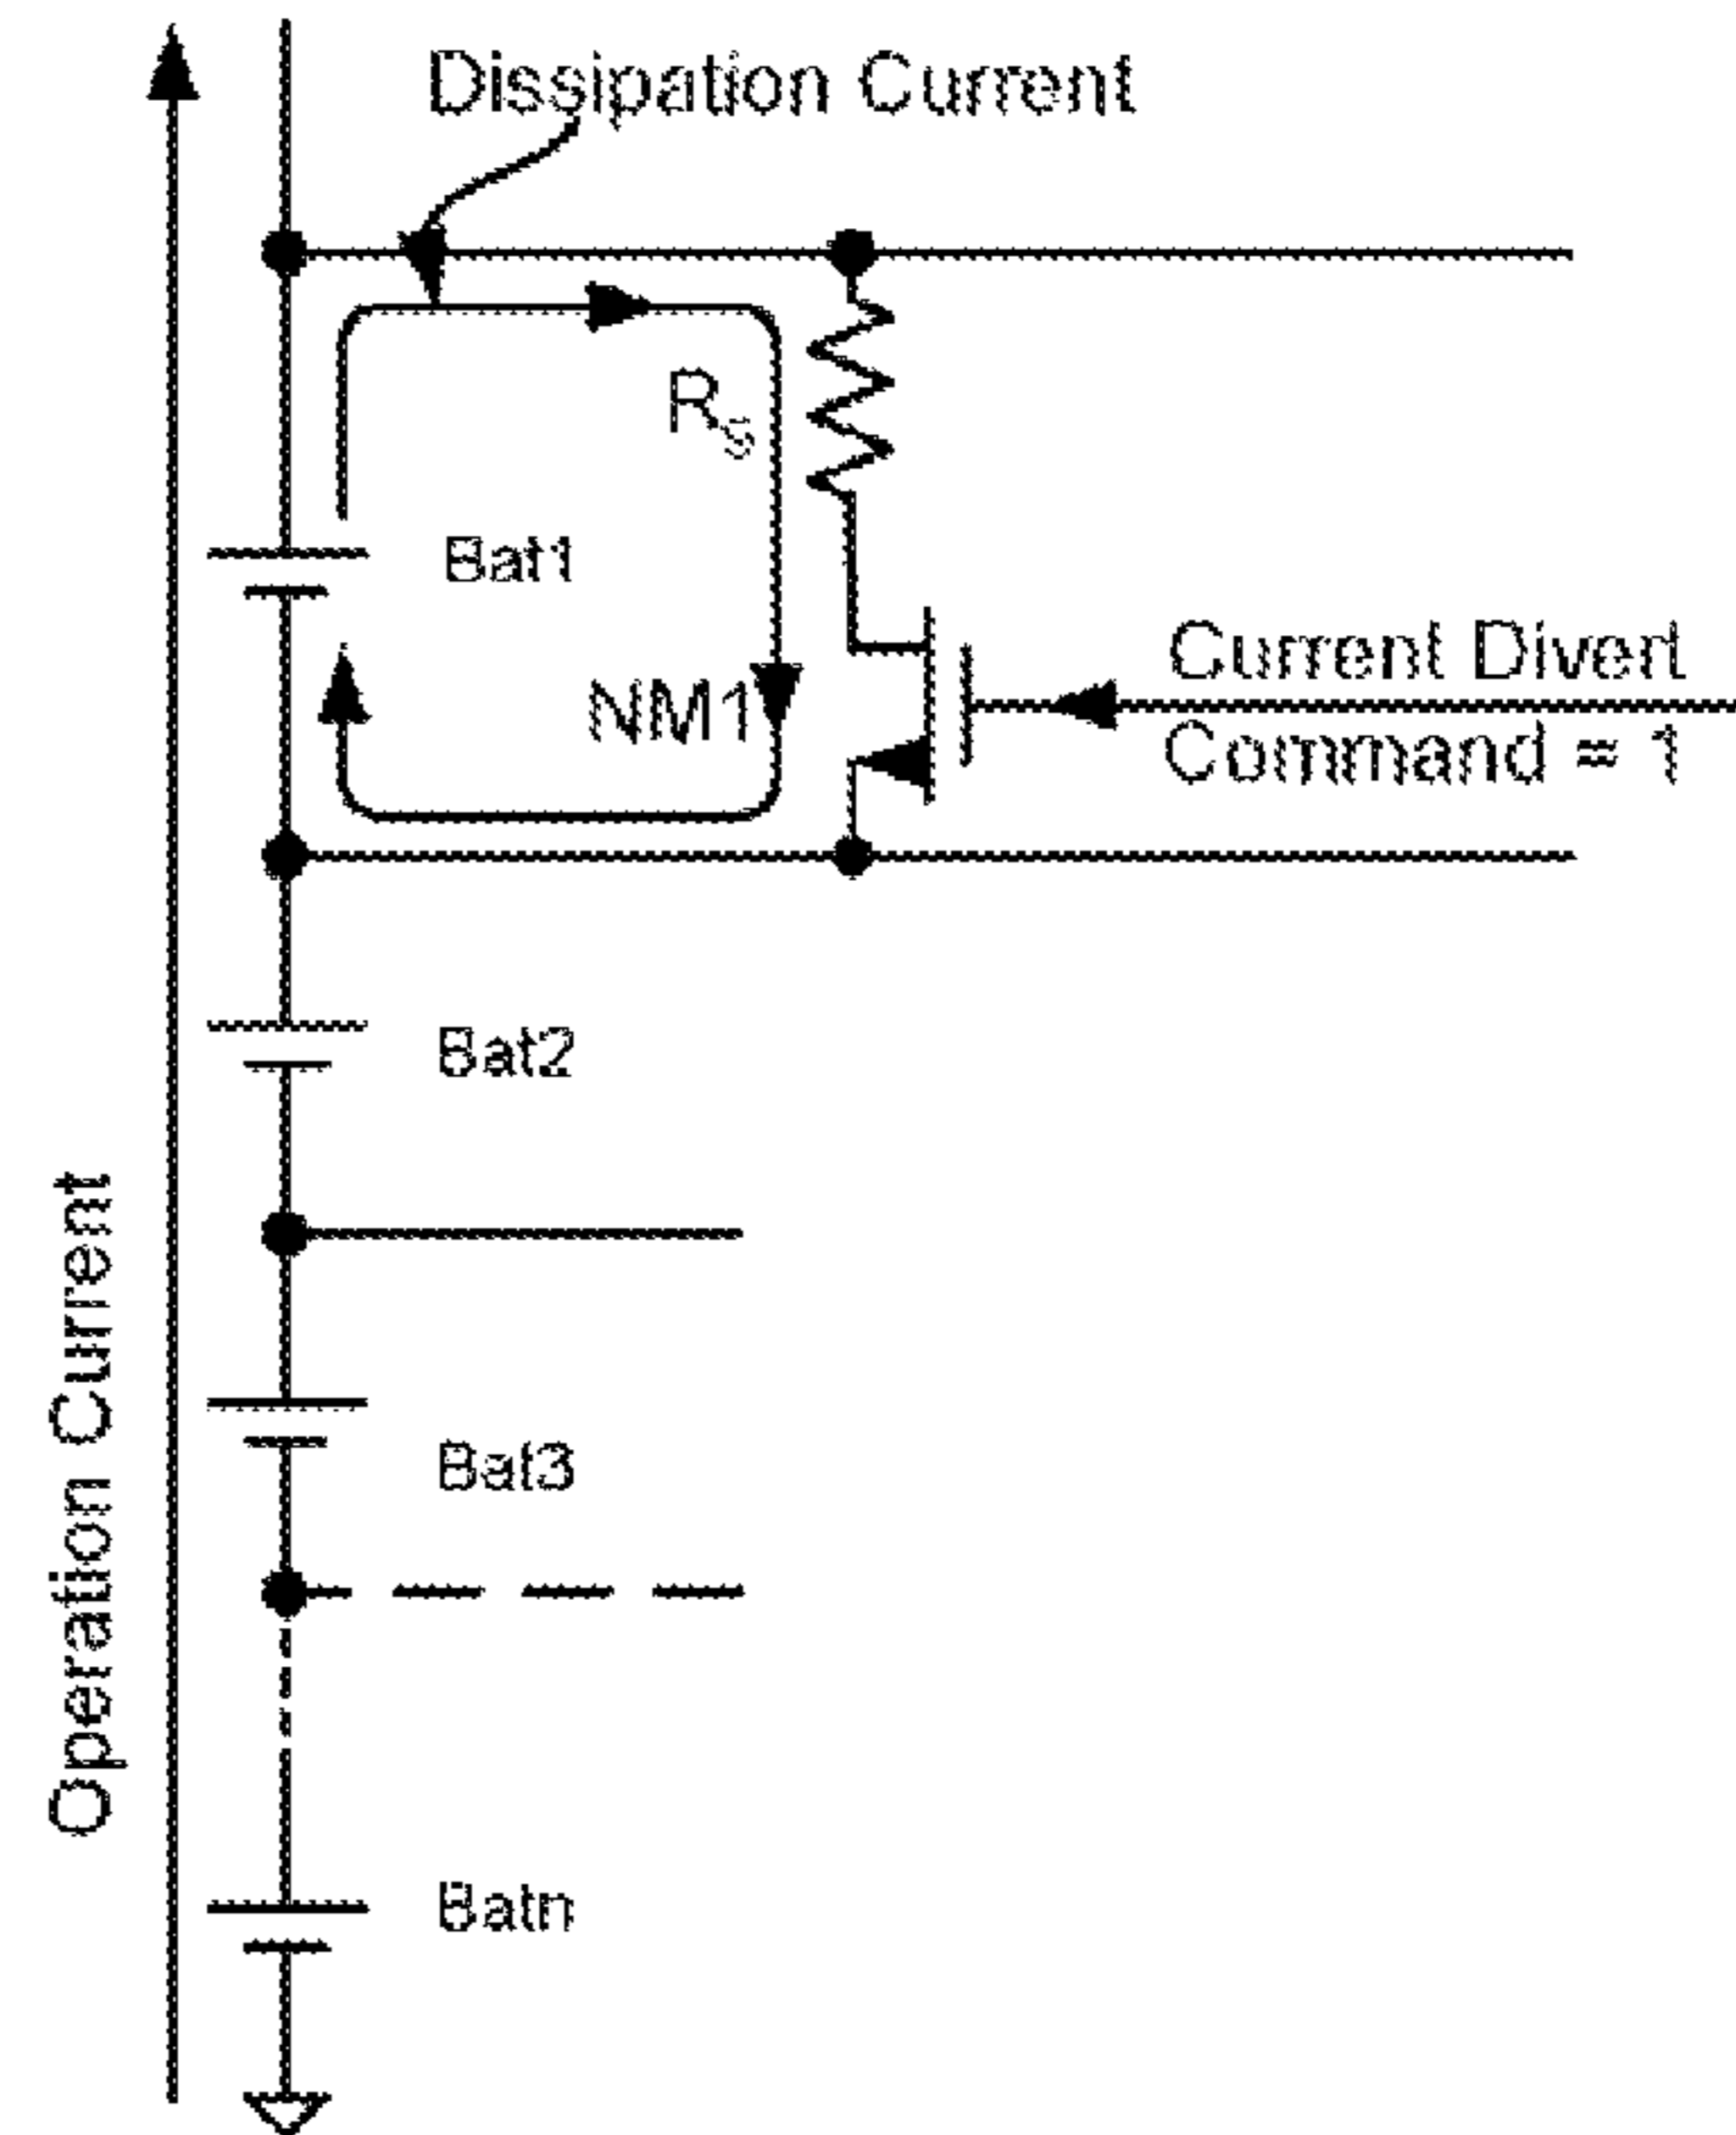 Dissipation Current
RS
Bat1
NM1
Current Divert
Command = 1
Bat2
Bat3
Batn
Operation Current